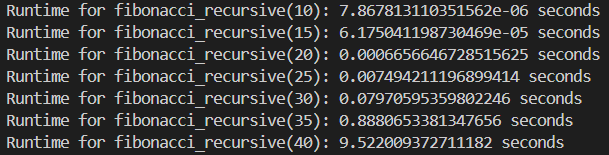 Runtime for fibonacci_recursive(10): 7.867813110351562e-06 seconds
Runtime for fibonacci_recursive(15): 6.175041198730469e-05 seconds
Runtime for fibonacci_recursive(20): 0.0006656646728515625 seconds
Runtime for fibonacci_recursive(25): 0.007494211196899414 seconds
Runtime for fibonacci_recursive(30): 0.07970595359802246 seconds
Runtime for fibonacci_recursive(35): 0.8880653381347656 seconds
Runtime for fibonacci_recursive(40): 9.522009372711182 seconds